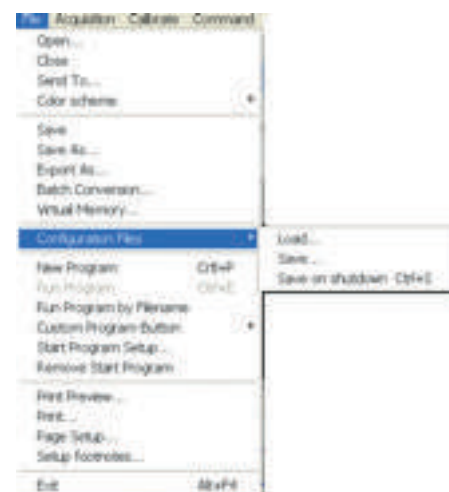 File Acquisition Calibrate Command
Open...
Close
Send To...
Color scheme
Save
Save As...
Export As...
Batch Conversion...
Virtual Memory...
Configuration Files
Load...
Save...
Save on shutdown Ctrl+S
New Program Crtl+P
Run Program Ctrl+E
Run Program by Filename
Custom Program Button
Start Program Setup...
Remove Start Program
Print Preview...
Print...
Page Setup...
Setup footnotes...
Exit Alt+F4